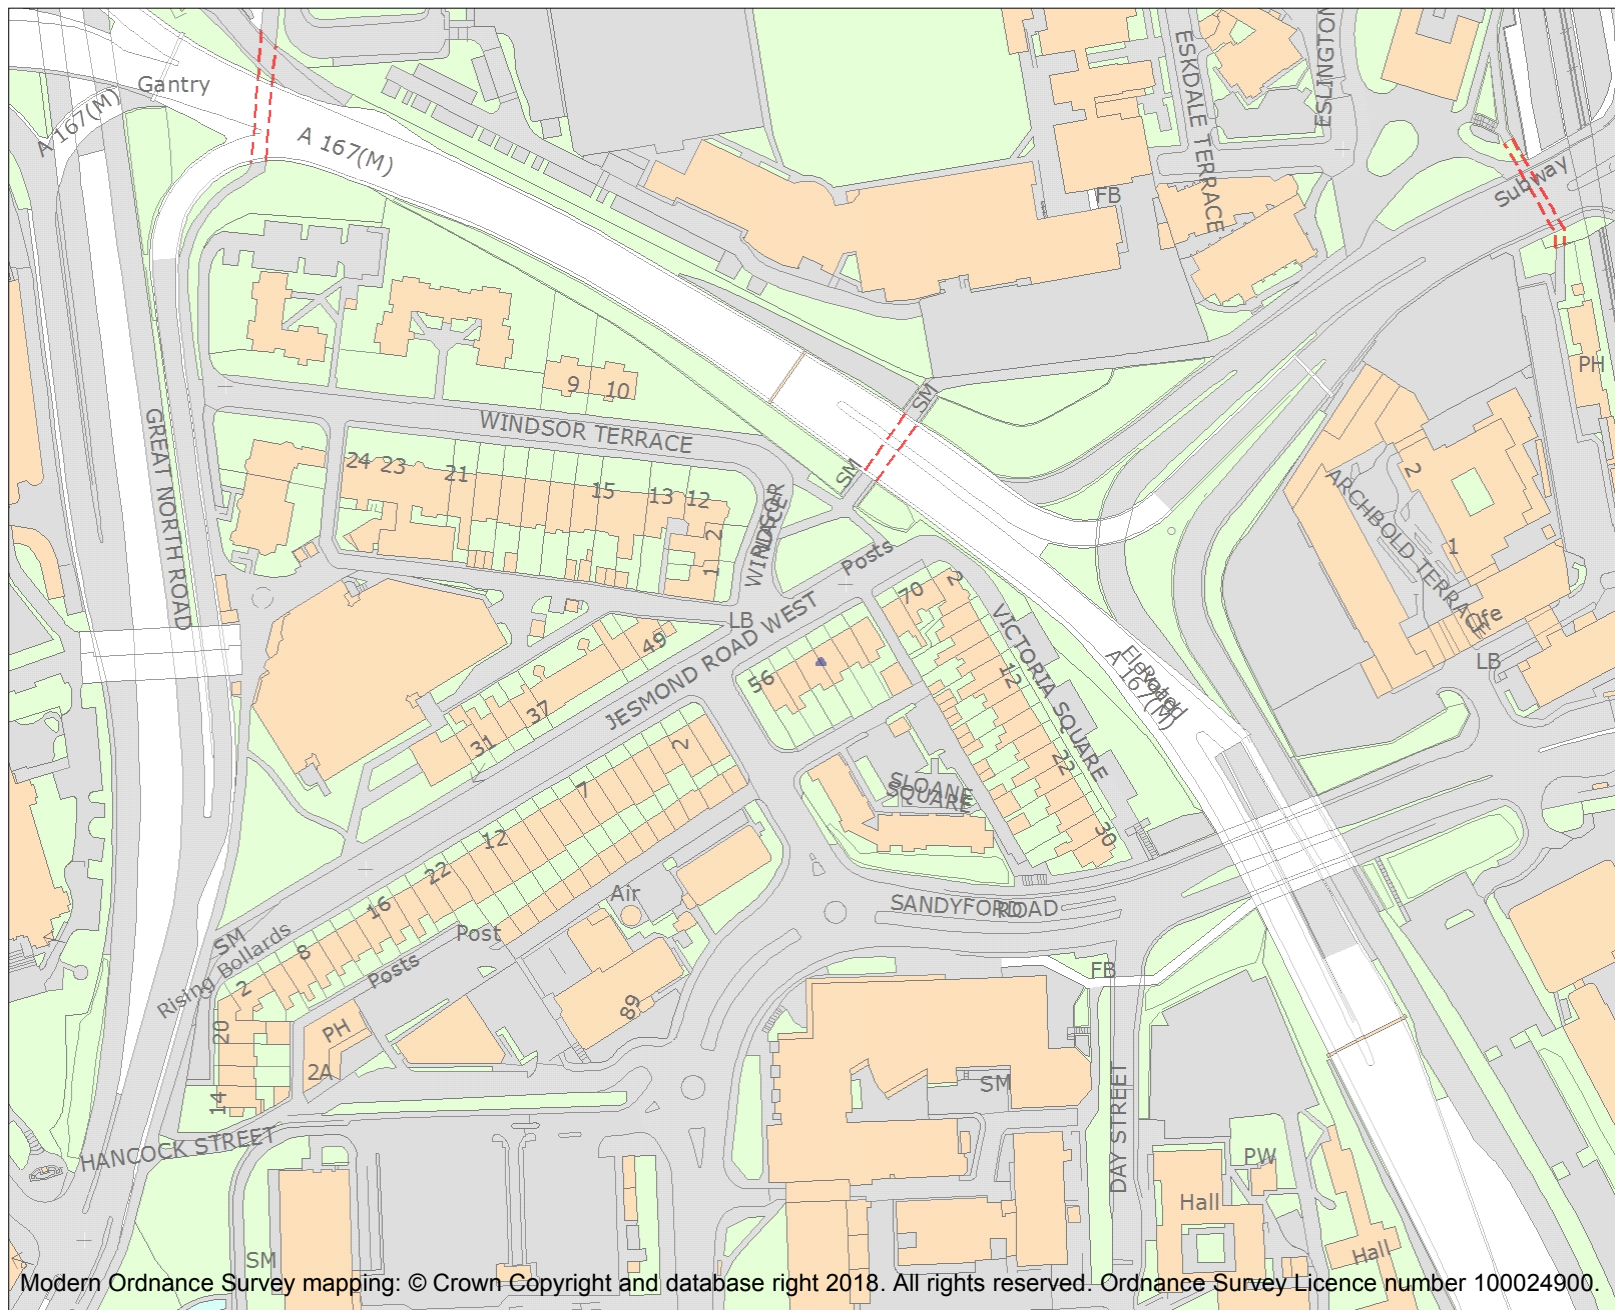 Gantry
A 167(M)
A 167(M)
ESKDALE TERRACE
ESLINGTON
FB
Subway
PH
9
10
SM
SM
WINDSOR TERRACE
GREAT NORTH ROAD
24
23
21
15
13
12
2
1
WINDSOR
PLACE
Posts
LB
2
1
ARCHBOLD TERRACE
Cfe
LB
70
2
VICTORIA SQUARE
12
22
30
Elevated
Road
A 167(M)
49
37
31
56
JESMOND ROAD WEST
2
7
12
22
16
8
2
SLOANE
SQUARE
SANDYFORD
ROAD
Air
Post
Posts
SM
Rising Bollards
20
PH
2A
14
89
FB
SM
DAY STREET
HANCOCK STREET
PW
Hall
Hall
SM
Modern Ordnance Survey mapping: © Crown Copyright and database right 2018. All rights reserved. Ordnance Survey Licence number 100024900.